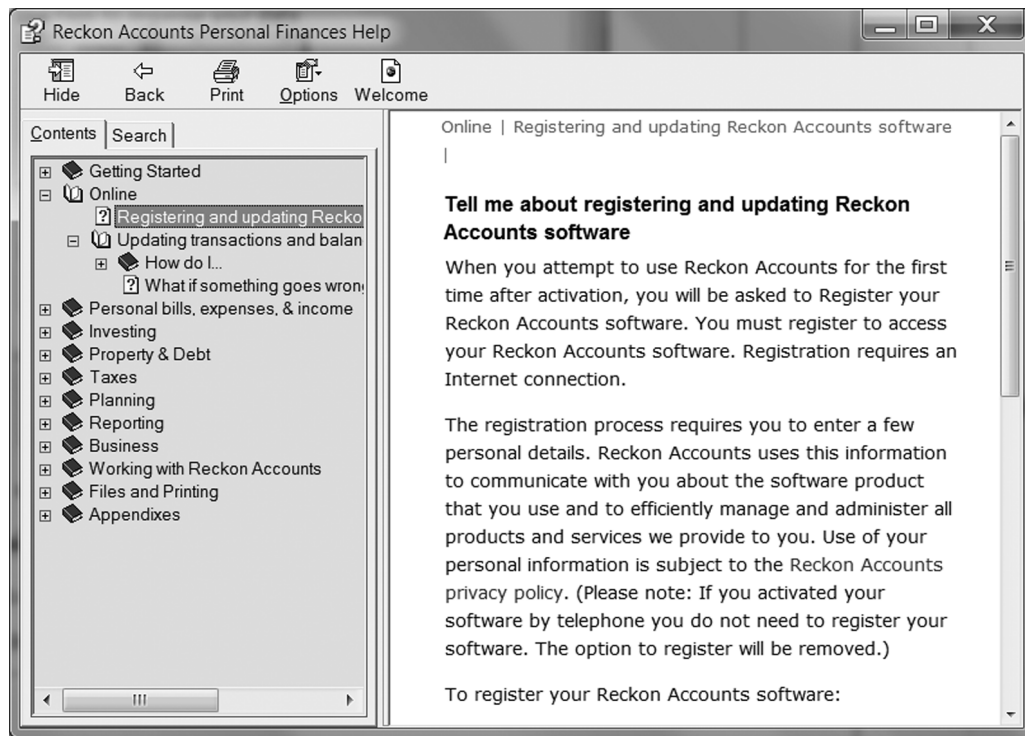 Reckon Accounts Personal Finances Help
Hide Back Print Options Welcome
Contents Search
Getting Started
Online
Registering and updating Recko
Updating transactions and balan
How do I...
What if something goes wron
Personal bills, expenses, & income
Investing
Property & Debt
Taxes
Planning
Reporting
Business
Working with Reckon Accounts
Files and Printing
Appendixes
Online | Registering and updating Reckon Accounts software
|
Tell me about registering and updating Reckon
Accounts software
When you attempt to use Reckon Accounts for the first
time after activation, you will be asked to Register your
Reckon Accounts software. You must register to access
your Reckon Accounts software. Registration requires an
Internet connection.
The registration process requires you to enter a few
personal details. Reckon Accounts uses this information
to communicate with you about the software product
that you use and to efficiently manage and administer all
products and services we provide to you. Use of your
personal information is subject to the Reckon Accounts
privacy policy. (Please note: If you activated your
software by telephone you do not need to register your
software. The option to register will be removed.)
To register your Reckon Accounts software: